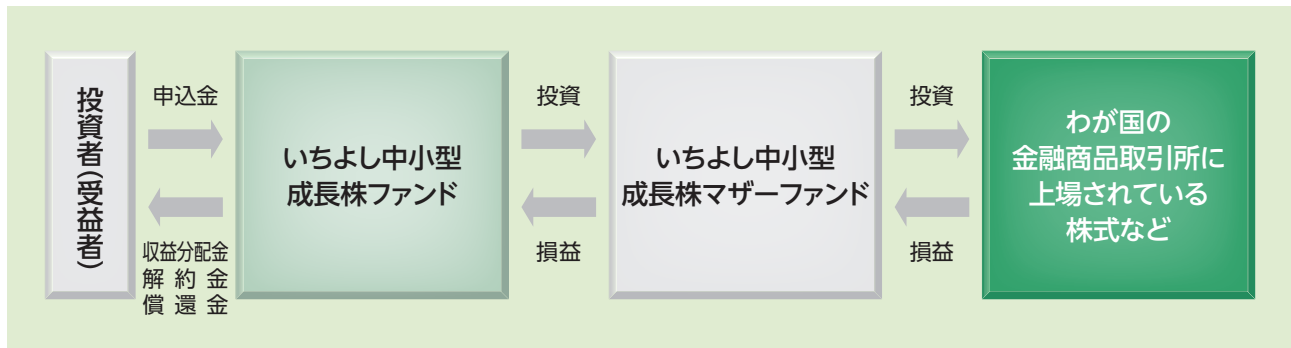 投資者(受益者)
申込金
収益分配金
解約金
償還金
いちよし中小型
成長株ファンド
投資
損益
いちよし中小型
成長株マザーファンド
投資
損益
わが国の
金融商品取引所に
上場されている
株式など